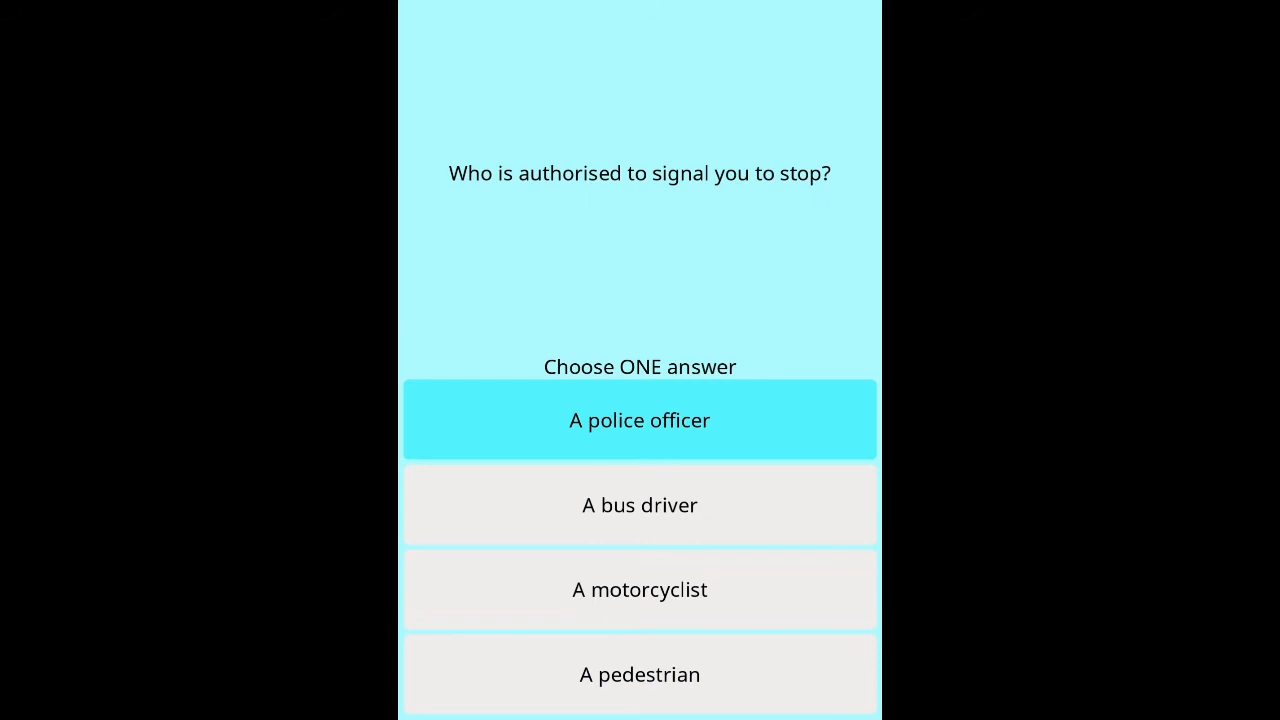 Who is authorised to signal you to stop?
Choose ONE answer
A police officer
A bus driver
A motorcyclist
A pedestrian